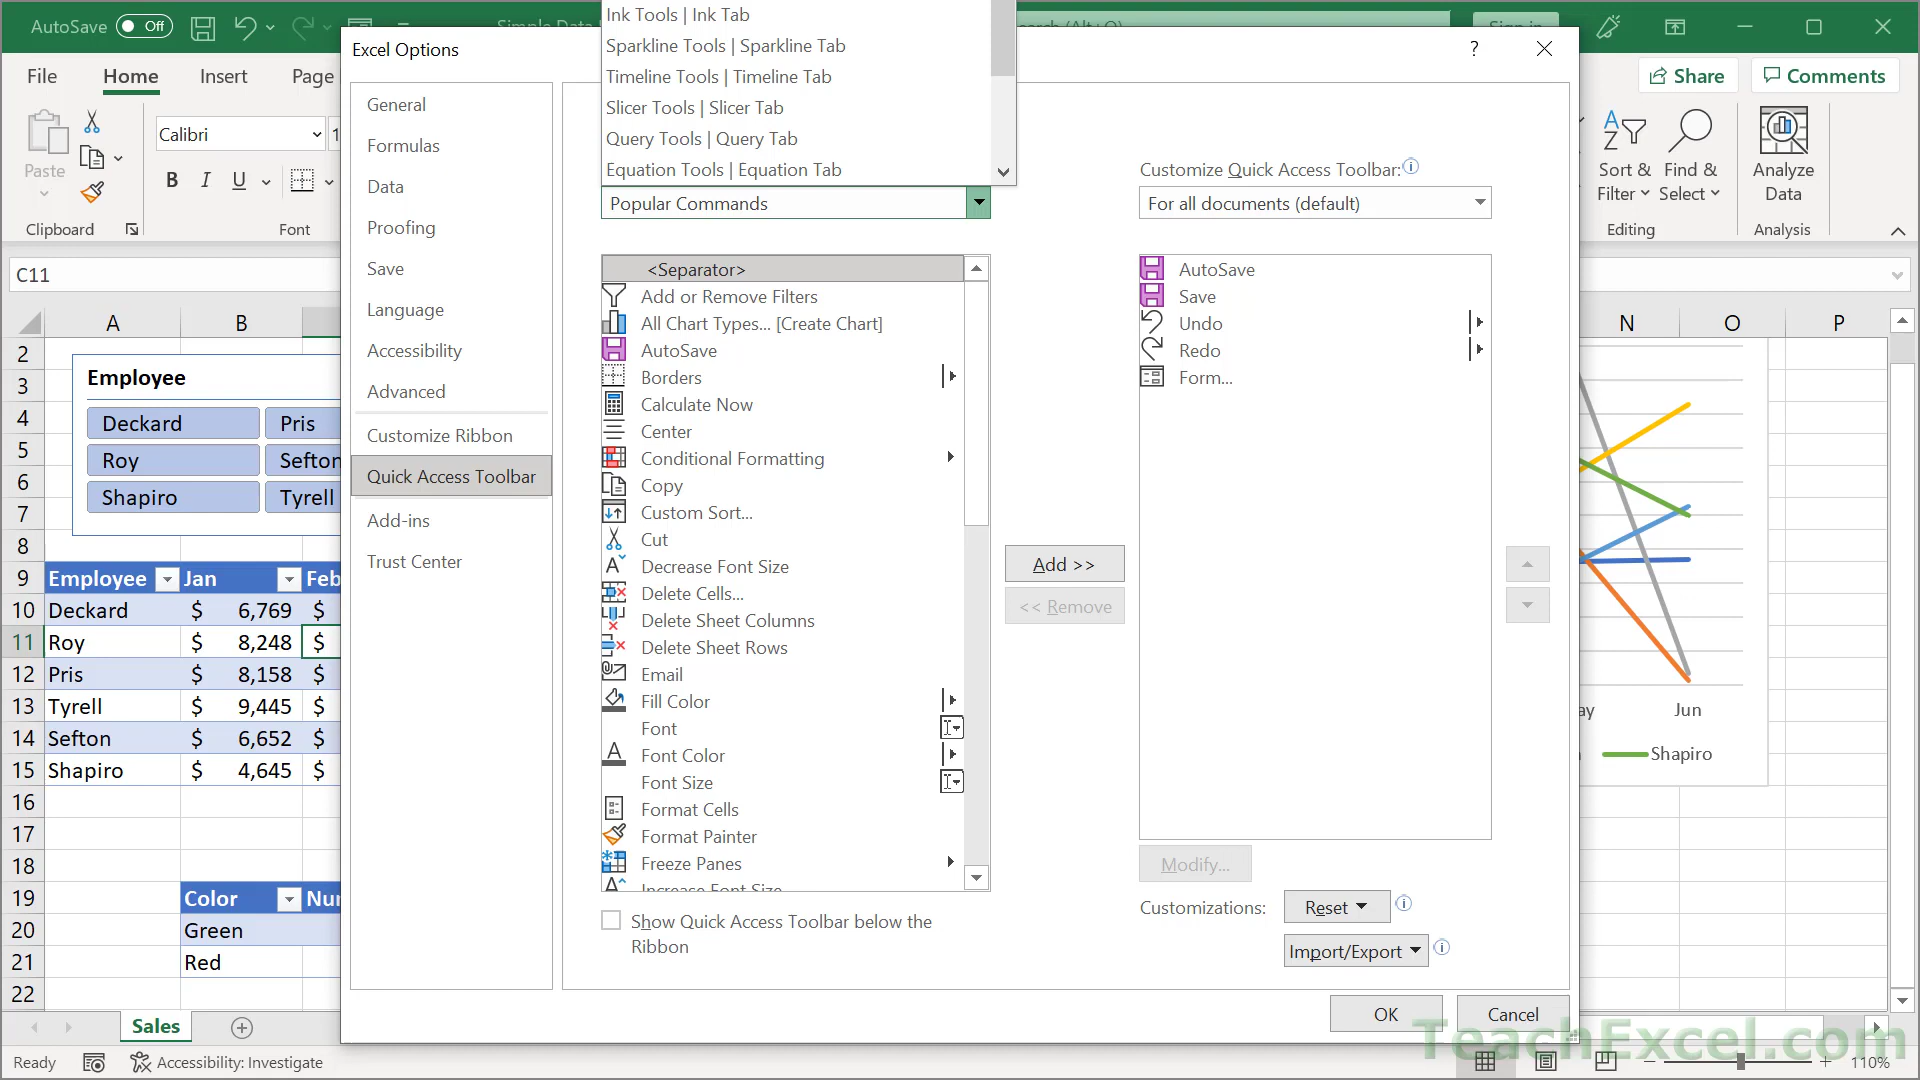 AutoSave Off
Sign in
File Home Insert Page
Share Comments
Paste
Calibri
B I U
Clipboard
Font
Sort & Filter
Find & Select
Analyze Data
Editing
Analysis
C11
Excel Options
?
General
Formulas
Data
Proofing
Save
Language
Accessibility
Advanced
Customize Ribbon
Quick Access Toolbar
Add-ins
Trust Center
Ink Tools | Ink Tab
Sparkline Tools | Sparkline Tab
Timeline Tools | Timeline Tab
Slicer Tools | Slicer Tab
Query Tools | Query Tab
Equation Tools | Equation Tab
Popular Commands
<Separator>
Add or Remove Filters
All Chart Types... [Create Chart]
AutoSave
Borders
Calculate Now
Center
Conditional Formatting
Copy
Custom Sort...
Cut
Decrease Font Size
Delete Cells...
Delete Sheet Columns
Delete Sheet Rows
Email
Fill Color
Font
Font Color
Font Size
Format Cells
Format Painter
Freeze Panes
Increase Font Size
Show Quick Access Toolbar below the
Ribbon
Add >>
<< Remove
Customize Quick Access Toolbar:
For all documents (default)
AutoSave
Save
Undo
Redo
Form...
Modify...
Customizations: Reset
Import/Export
OK Cancel
A B N O P
2
3
4
5
6
7
8
Employee
Deckard Pris
Roy Sefton
Shapiro Tyrell
9 Employee Jan Feb
10 Deckard $ 6,769 $
11 Roy $ 8,248 $
12 Pris $ 8,158 $
13 Tyrell $ 9,445 $
14 Sefton $ 6,652 $
15 Shapiro $ 4,645 $
16
17
18
19 Color Nu
20 Green
21 Red
22
ay Jun
Shapiro
Sales
Ready Accessibility: Investigate
110%
TeachExcel.com